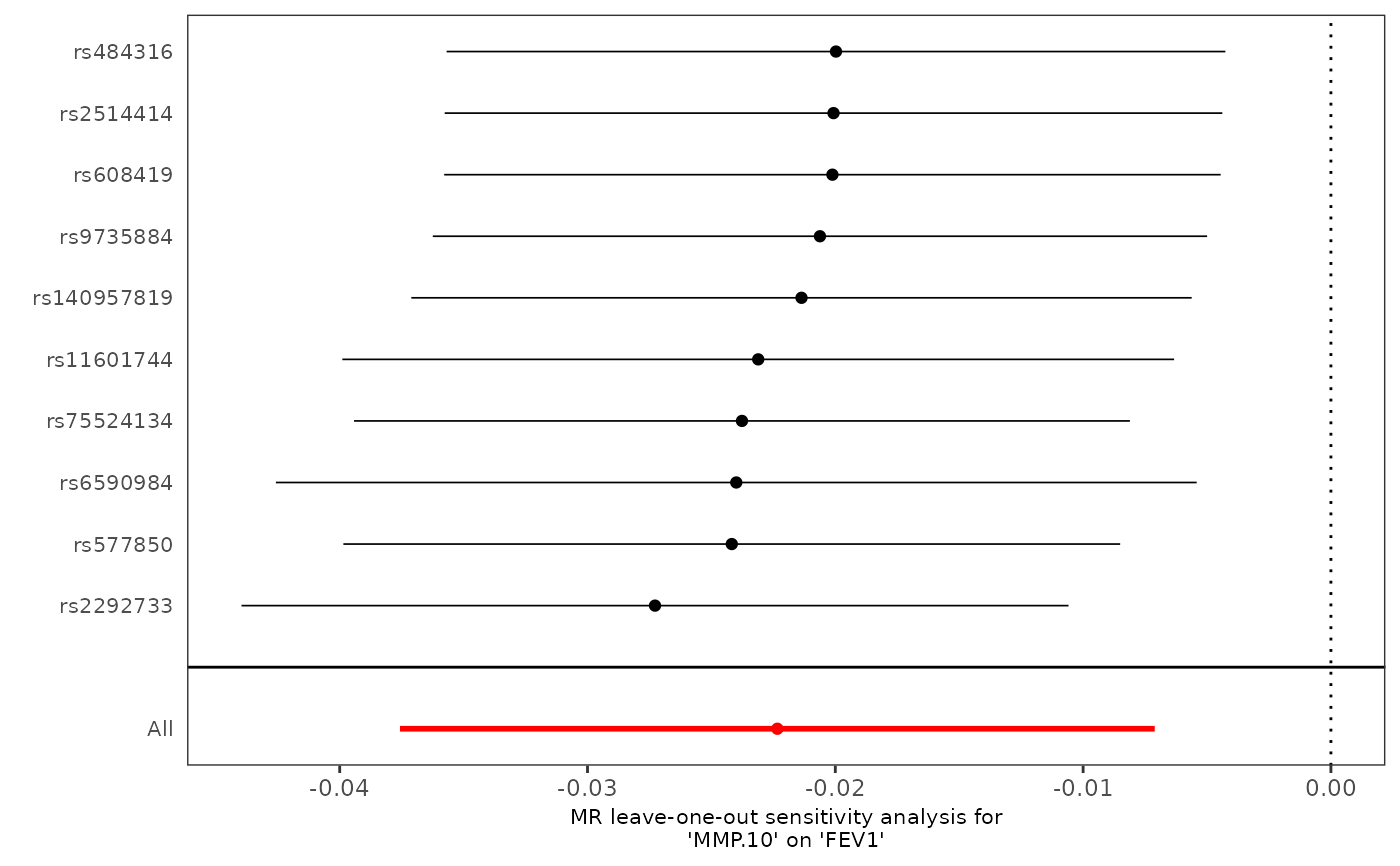 rs484316
rs2514414
rs608419
rs9735884
rs140957819
rs11601744
rs75524134
rs6590984
rs577850
rs2292733
All
-0.04 -0.03 -0.02 -0.01 0.00
MR leave-one-out sensitivity analysis for
'MMP.10' on 'FEV1'